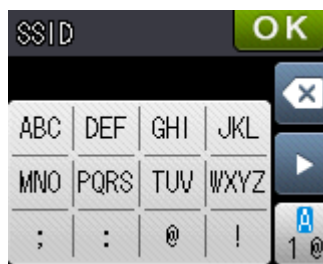 SSID OK
ABC DEF GHI JKL
MNO PQRS TUV WXYZ
; : @ !
A
1 @